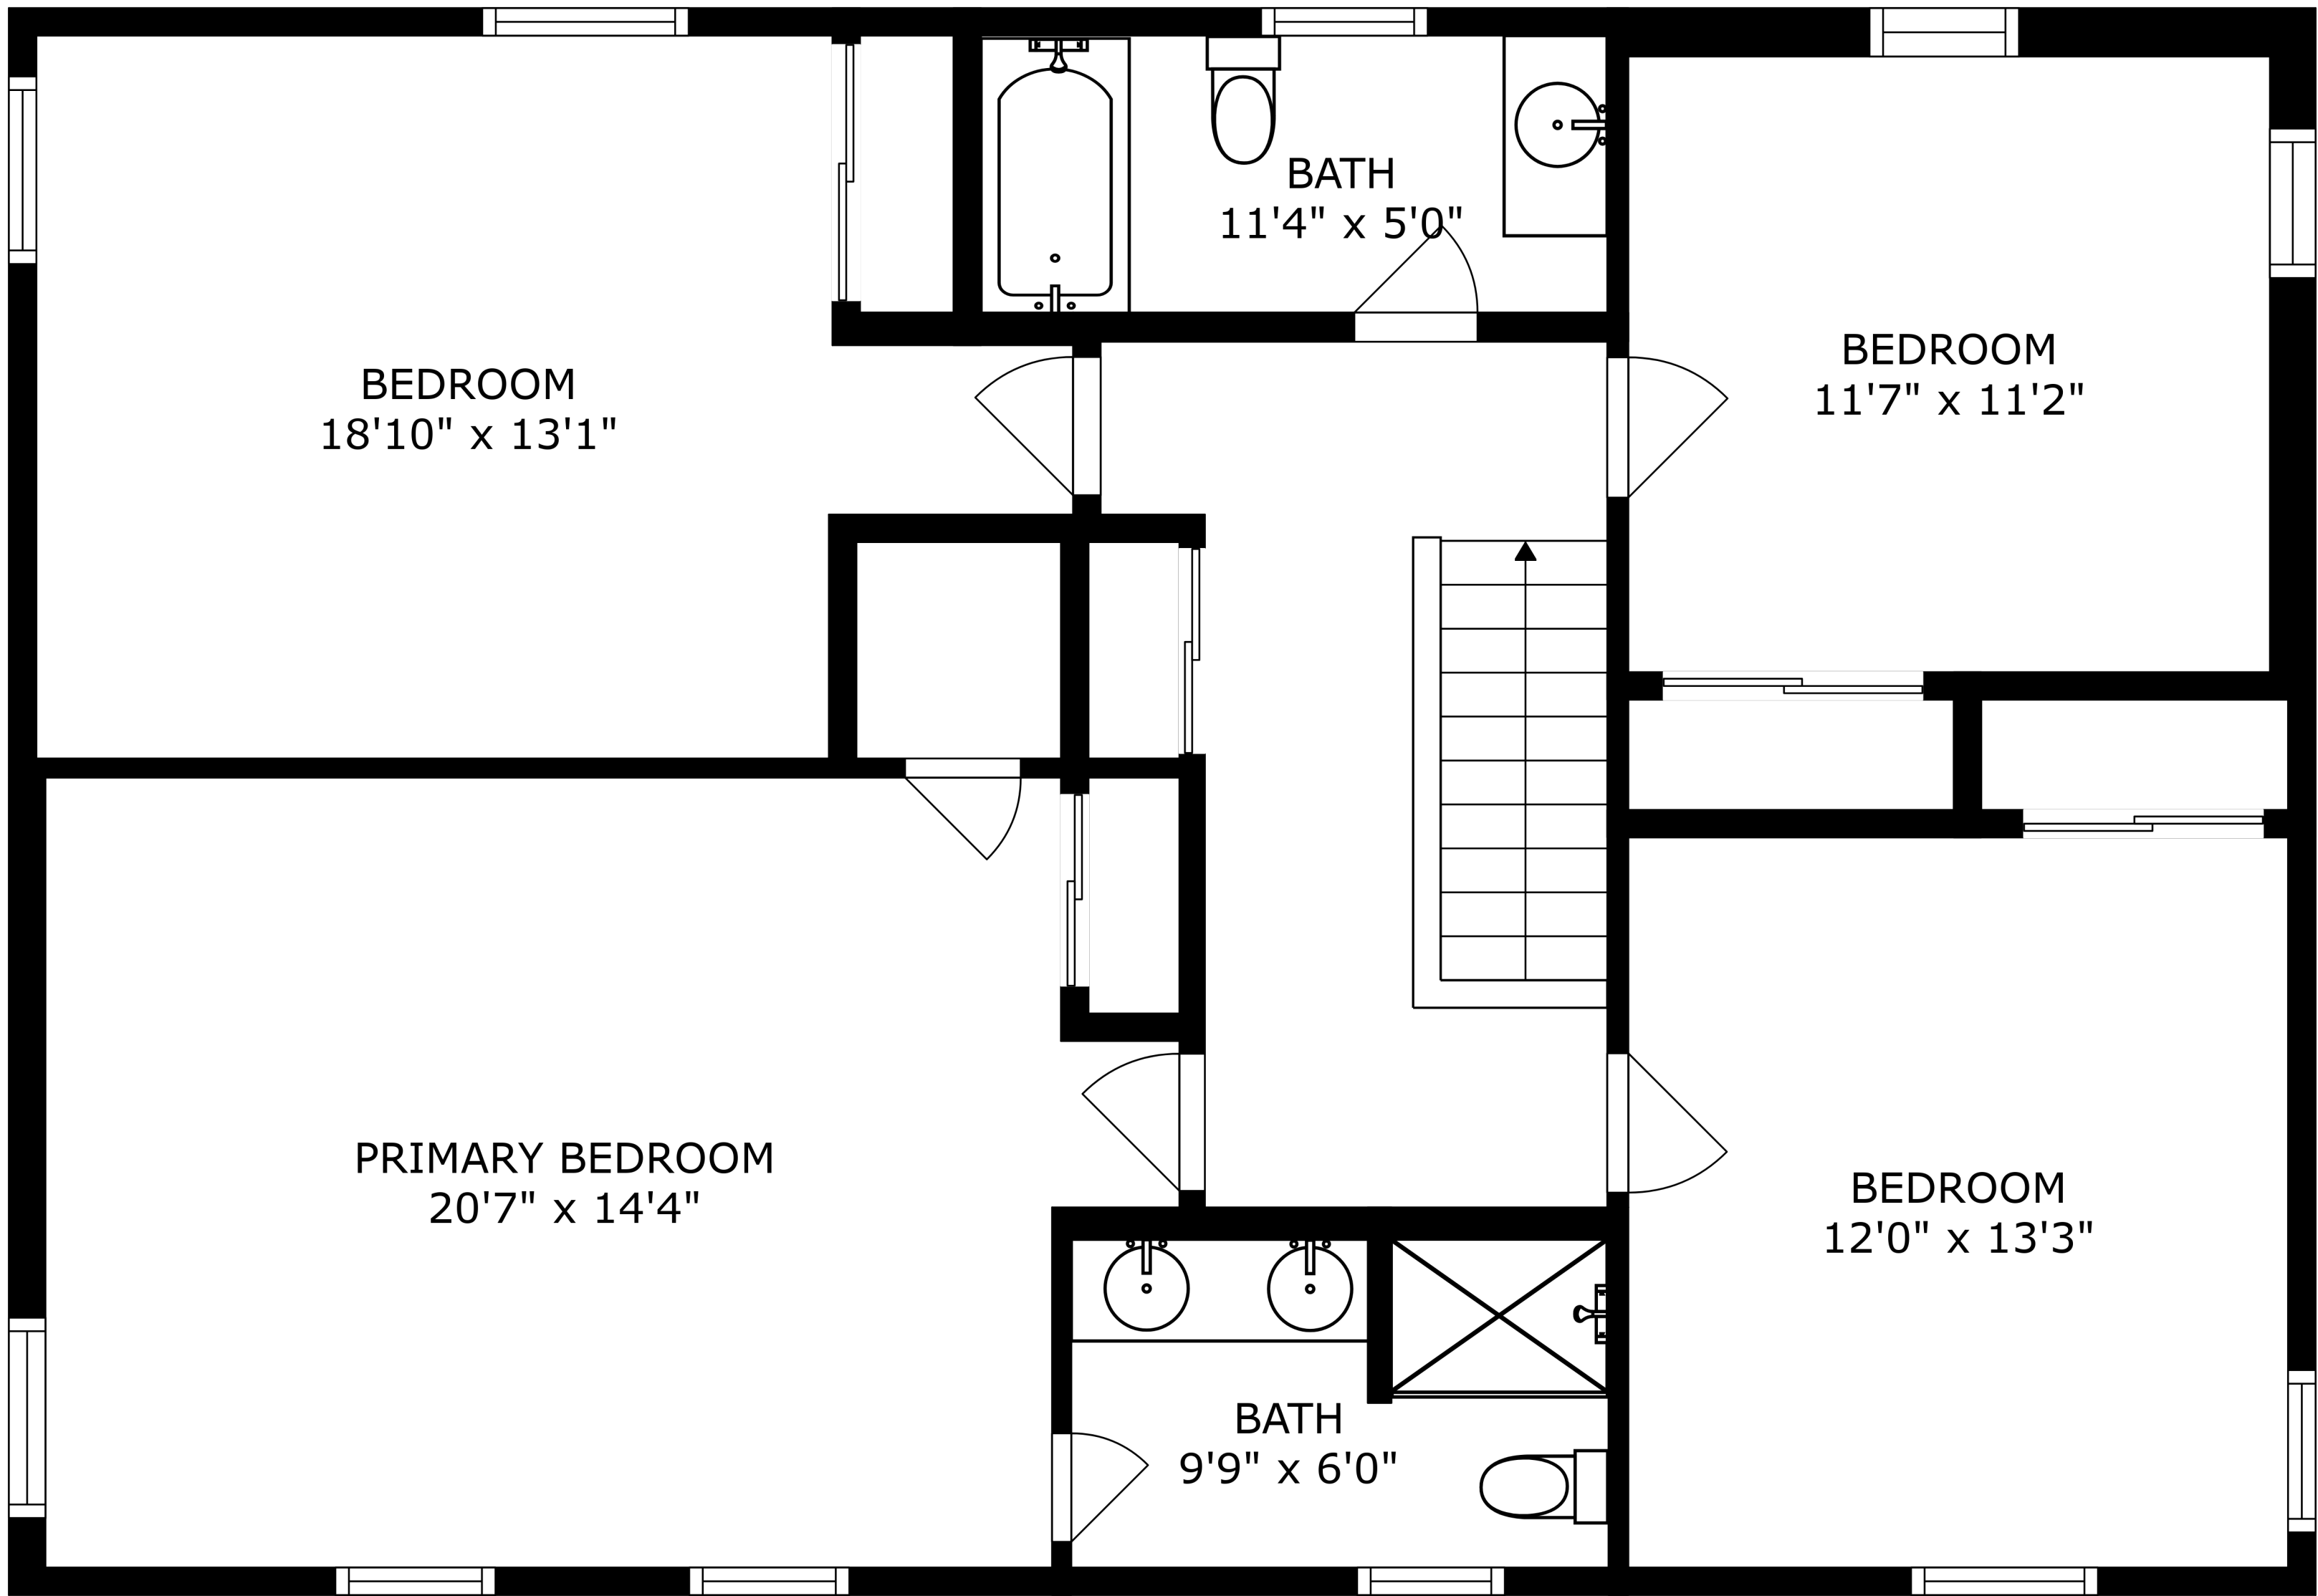 BATH
11'4" x 5'0"
BEDROOM
11'7" x 11'2"
BEDROOM
18'10" x 13'1"
PRIMARY BEDROOM
20'7" x 14'4"
BEDROOM
12'0" x 13'3"
BATH
9'9" x 6'0"